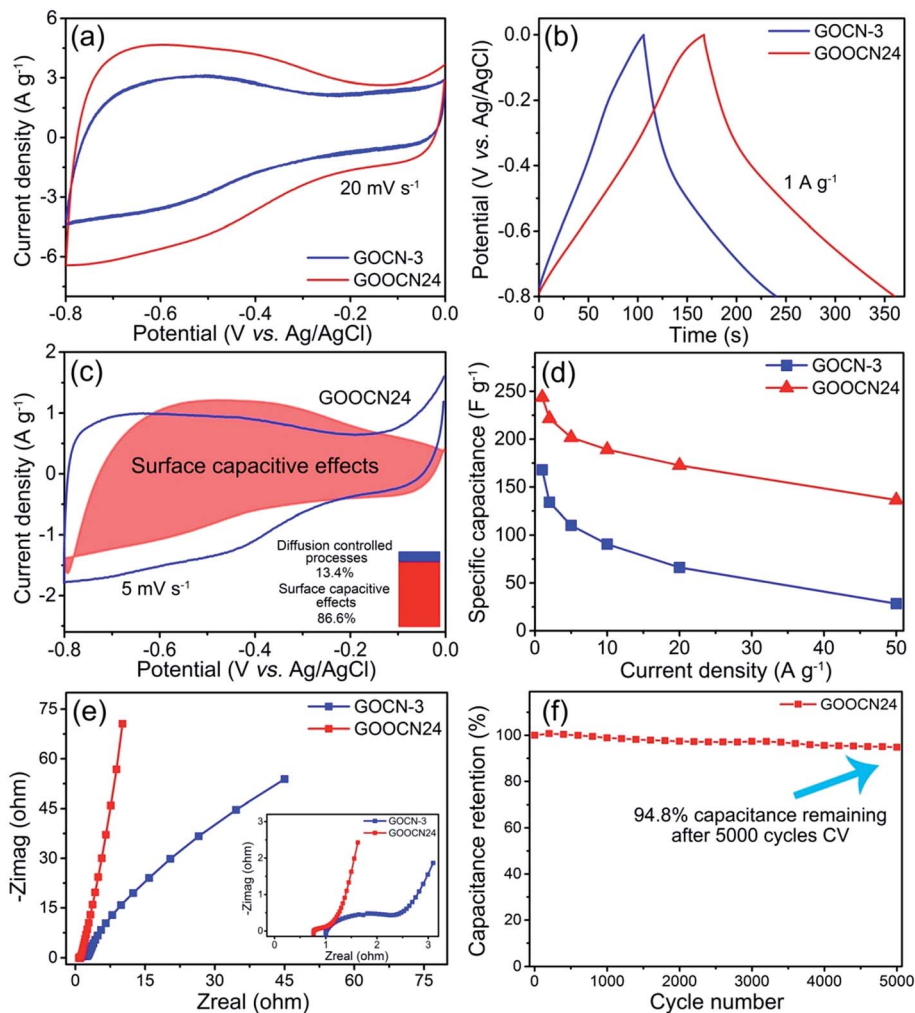 (a)
GOCN-3
GOOCN24
20 mV s⁻¹
Current density (A g⁻¹)
6
3
0
-3
-6
-0.8
-0.6
-0.4
-0.2
0.0
Potential (V vs. Ag/AgCl)
(b)
GOCN-3
GOOCN24
1 A g⁻¹
Potential (V vs. Ag/AgCl)
0.0
-0.2
-0.4
-0.6
-0.8
0
50
100
150
200
250
300
350
Time (s)
(c)
GOOCN24
Surface capacitive effects
5 mV s⁻¹
Diffusion controlled
processes
13.4%
Surface capacitive
effects
86.6%
Current density (A g⁻¹)
2
1
0
-1
-2
-0.8
-0.6
-0.4
-0.2
0.0
Potential (V vs. Ag/AgCl)
(d)
GOCN-3
GOOCN24
Specific capacitance (F g⁻¹)
250
200
150
100
50
0
0
10
20
30
40
50
Current density (A g⁻¹)
(e)
GOCN-3
GOOCN24
-Zimag (ohm)
75
60
45
30
15
0
0
15
30
45
60
75
Zreal (ohm)
GOCN-3
GOOCN24
-Zimag (ohm)
3
2
1
0
0
1
2
3
Zreal (ohm)
(f)
GOOCN24
94.8% capacitance remaining
after 5000 cycles CV
Capacitance retention (%)
100
80
60
40
20
0
0
1000
2000
3000
4000
5000
Cycle number